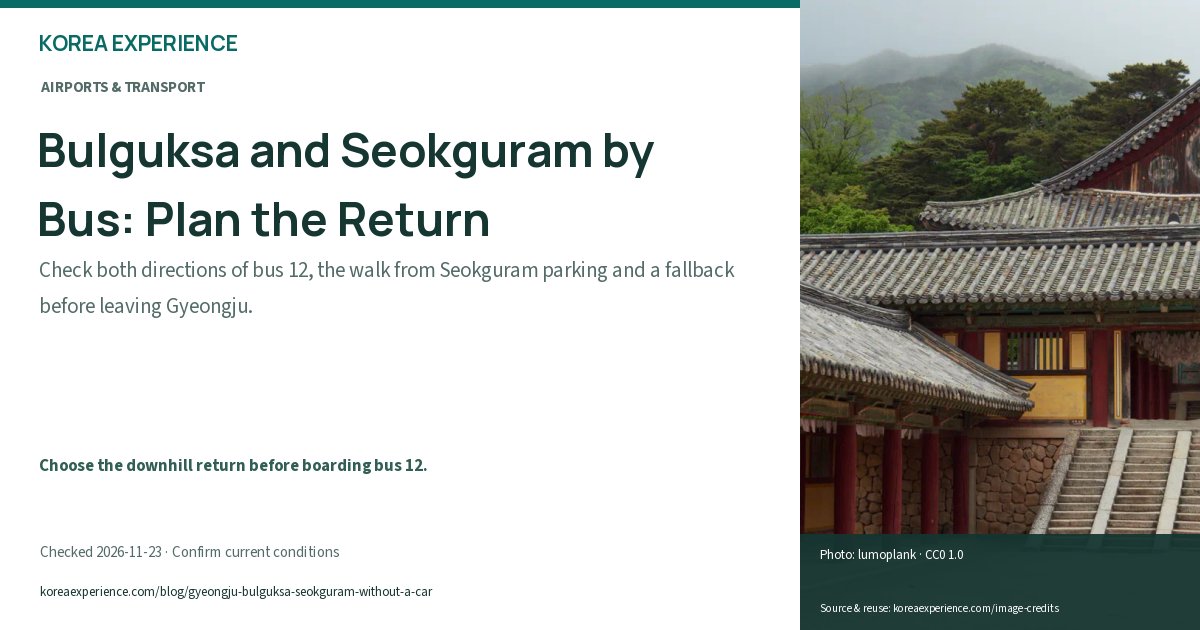 KOREA EXPERIENCE
AIRPORTS & TRANSPORT
Bulguksa and Seokguram by
Bus: Plan the Return
Check both directions of bus 12, the walk from Seokguram parking and a fallback
before leaving Gyeongju.
Choose the downhill return before boarding bus 12.
Checked 2026-11-23 · Confirm current conditions
koreaexperience.com/blog/gyeongju-bulguksa-seokguram-without-a-car
Photo: lumoplank · CC0 1.0
Source & reuse: koreaexperience.com/image-credits